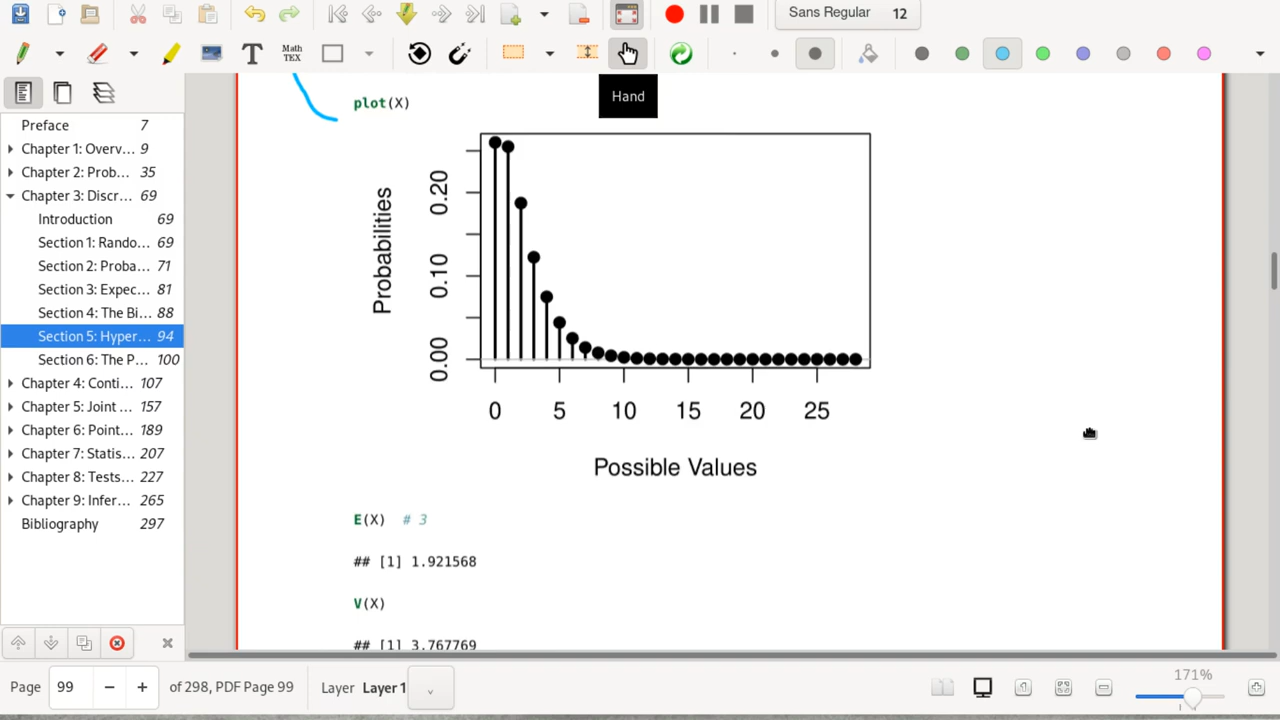 Sans Regular 12
T
Math
TEX
Hand
Preface 7
Chapter 1: Overv... 9
Chapter 2: Prob... 35
Chapter 3: Discr... 69
Introduction 69
Section 1: Rando... 69
Section 2: Proba... 71
Section 3: Expec... 81
Section 4: The Bi... 88
Section 5: Hyper... 94
Section 6: The P... 100
Chapter 4: Conti... 107
Chapter 5: Joint ... 157
Chapter 6: Point... 189
Chapter 7: Statis... 207
Chapter 8: Tests... 227
Chapter 9: Infer... 265
Bibliography 297
plot(X)
Probabilities
0.20
0.10
0.00
0 5 10 15 20 25
Possible Values
E(X) # 3
## [1] 1.921568
V(X)
## [1] 3.767769
Page 99 of 298, PDF Page 99 Layer Layer 1
171%